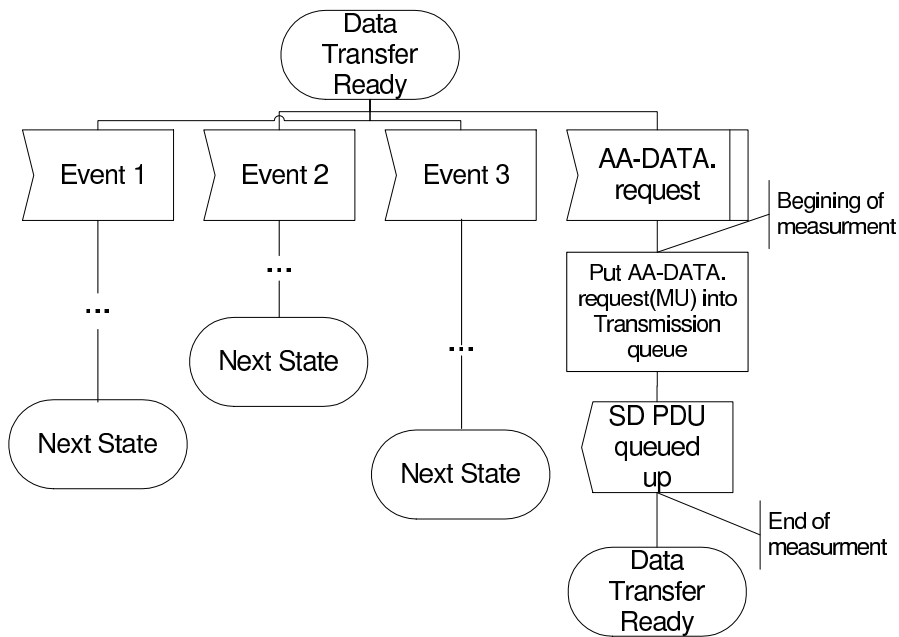 Data
Transfer
Ready
Event 1
Event 2
Event 3
AA-DATA.
request
Begining of
measurment
Put AA-DATA.
request(MU) into
Transmission
queue
...
...
...
Next State
Next State
Next State
SD PDU
queued
up
End of
measurment
Data
Transfer
Ready